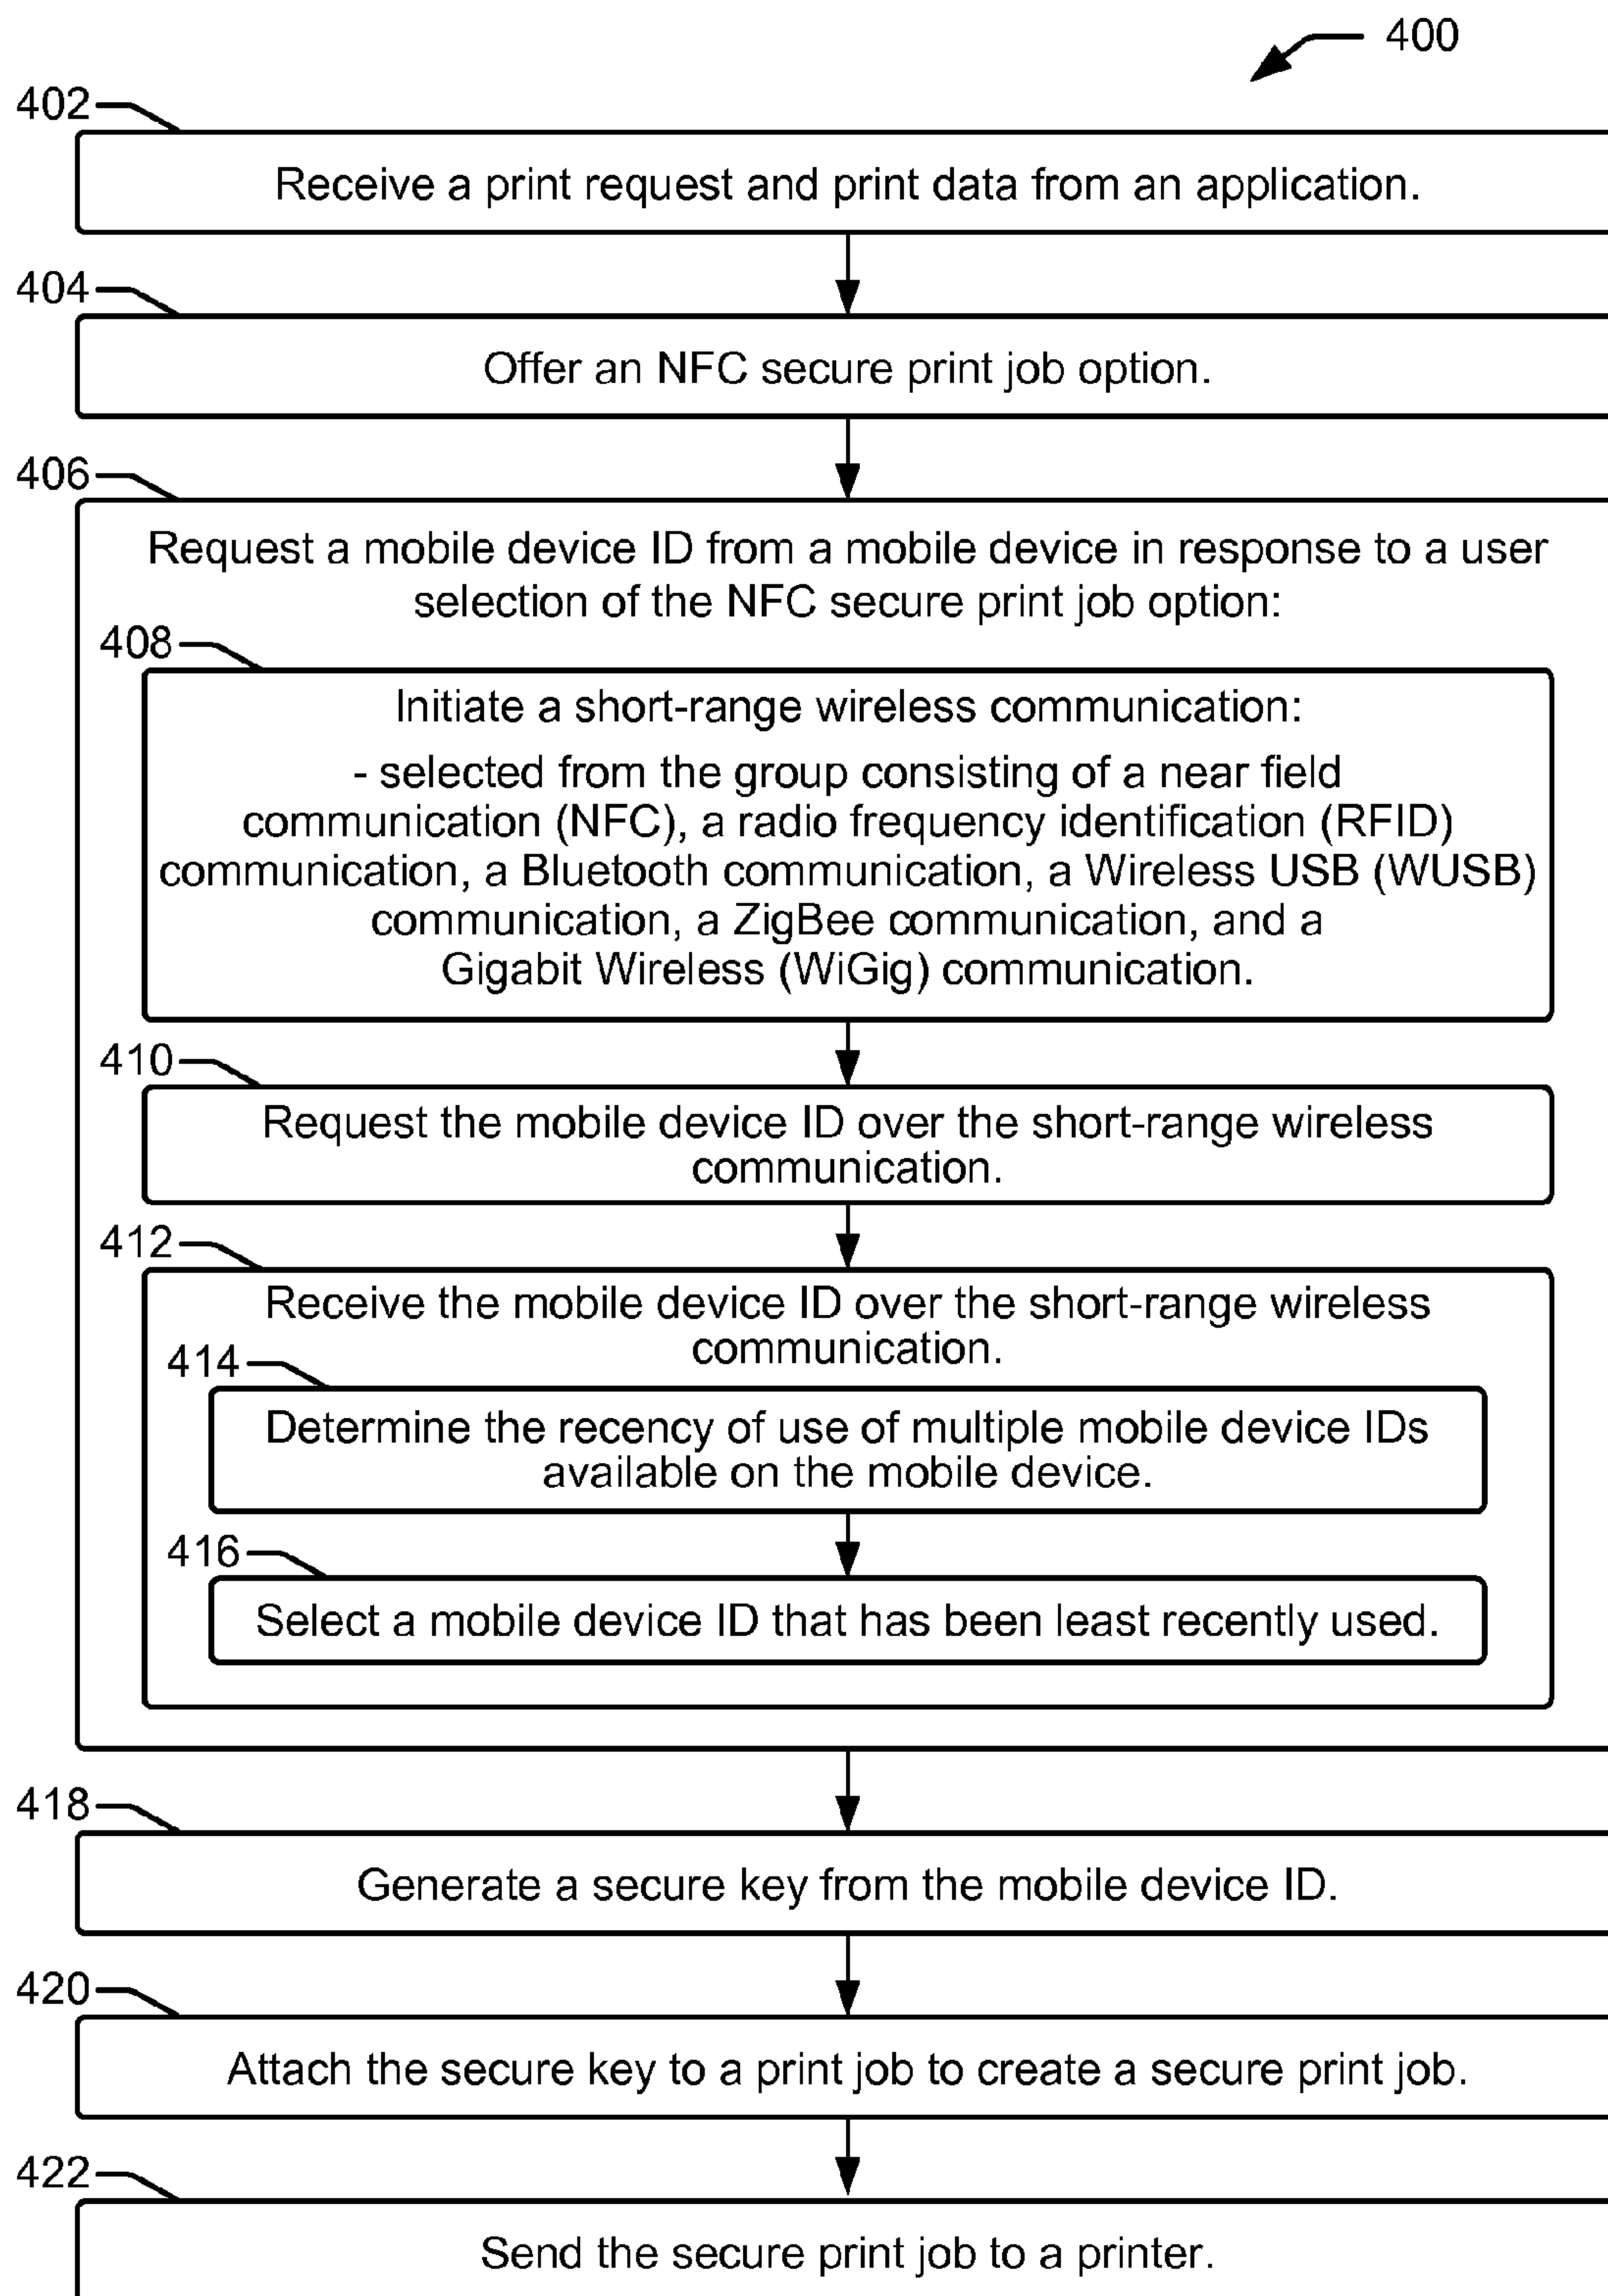 400
402
Receive a print request and print data from an application.
404
Offer an NFC secure print job option.
406
Request a mobile device ID from a mobile device in response to a user
selection of the NFC secure print job option:
408
Initiate a short-range wireless communication:
- selected from the group consisting of a near field
communication (NFC), a radio frequency identification (RFID)
communication, a Bluetooth communication, a Wireless USB (WUSB)
communication, a ZigBee communication, and a
Gigabit Wireless (WiGig) communication.
410
Request the mobile device ID over the short-range wireless
communication.
412
Receive the mobile device ID over the short-range wireless
communication.
414
Determine the recency of use of multiple mobile device IDs
available on the mobile device.
416
Select a mobile device ID that has been least recently used.
418
Generate a secure key from the mobile device ID.
420
Attach the secure key to a print job to create a secure print job.
422
Send the secure print job to a printer.